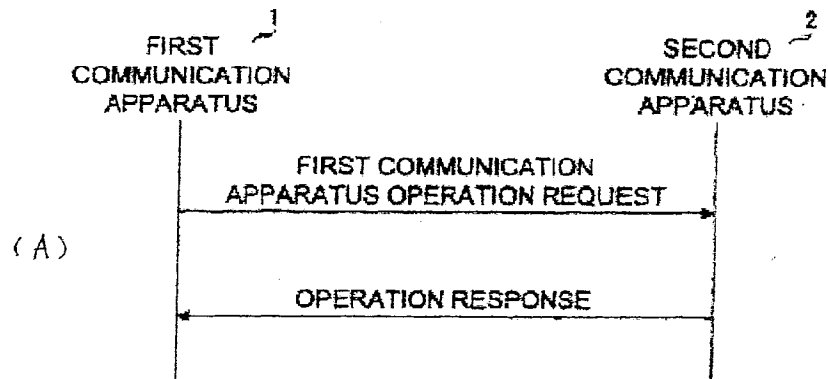 1
FIRST
COMMUNICATION
APPARATUS
2
SECOND
COMMUNICATION
APPARATUS
FIRST COMMUNICATION
APPARATUS OPERATION REQUEST
(A)
OPERATION RESPONSE